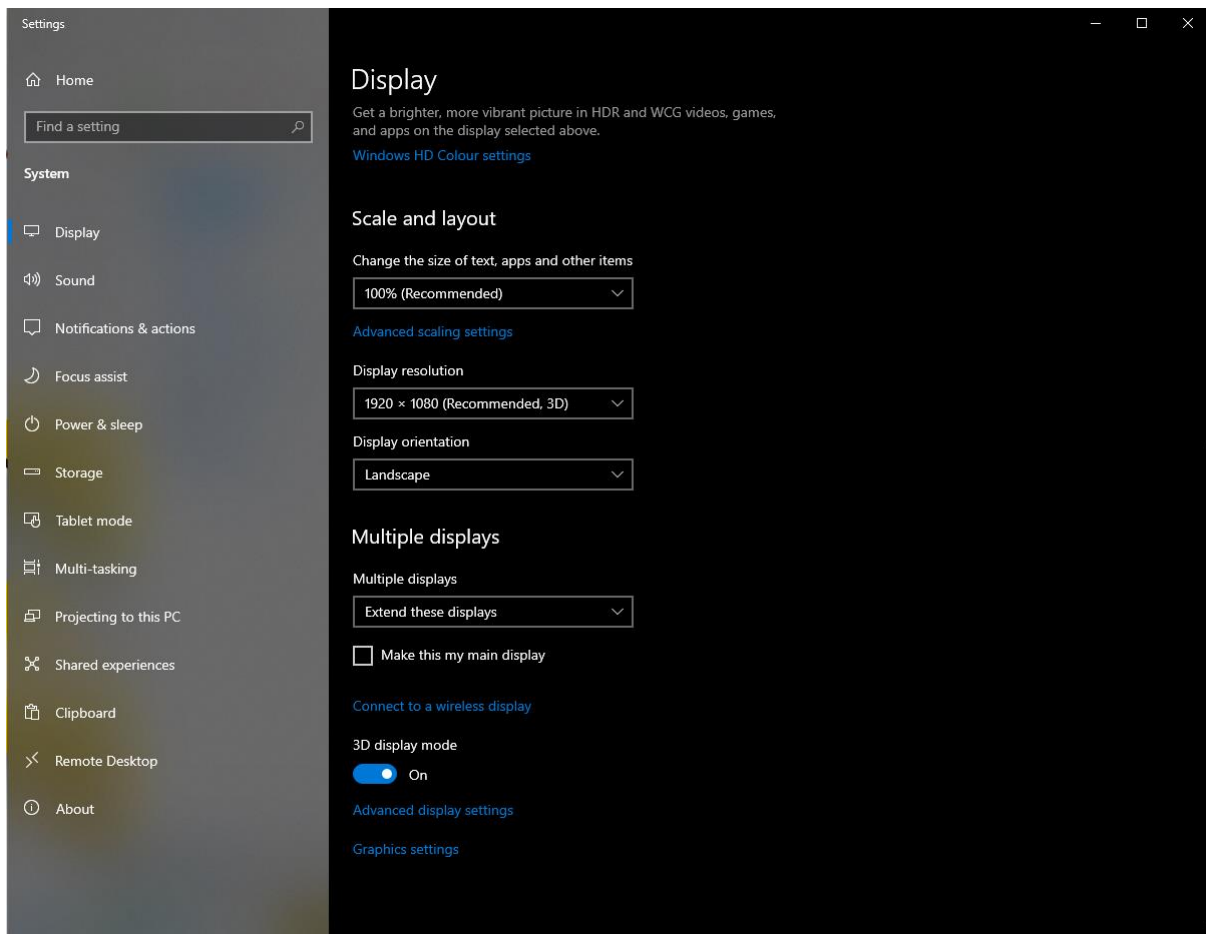 Settings
Home
Find a setting
System
Display
Sound
Notifications & actions
Focus assist
Power & sleep
Storage
Tablet mode
Multi-tasking
Projecting to this PC
Shared experiences
Clipboard
Remote Desktop
About
Display
Get a brighter, more vibrant picture in HDR and WCG videos, games,
and apps on the display selected above.
Windows HD Colour settings
Scale and layout
Change the size of text, apps and other items
100% (Recommended)
Advanced scaling settings
Display resolution
1920 × 1080 (Recommended, 3D)
Display orientation
Landscape
Multiple displays
Multiple displays
Extend these displays
Make this my main display
Connect to a wireless display
3D display mode
On
Advanced display settings
Graphics settings